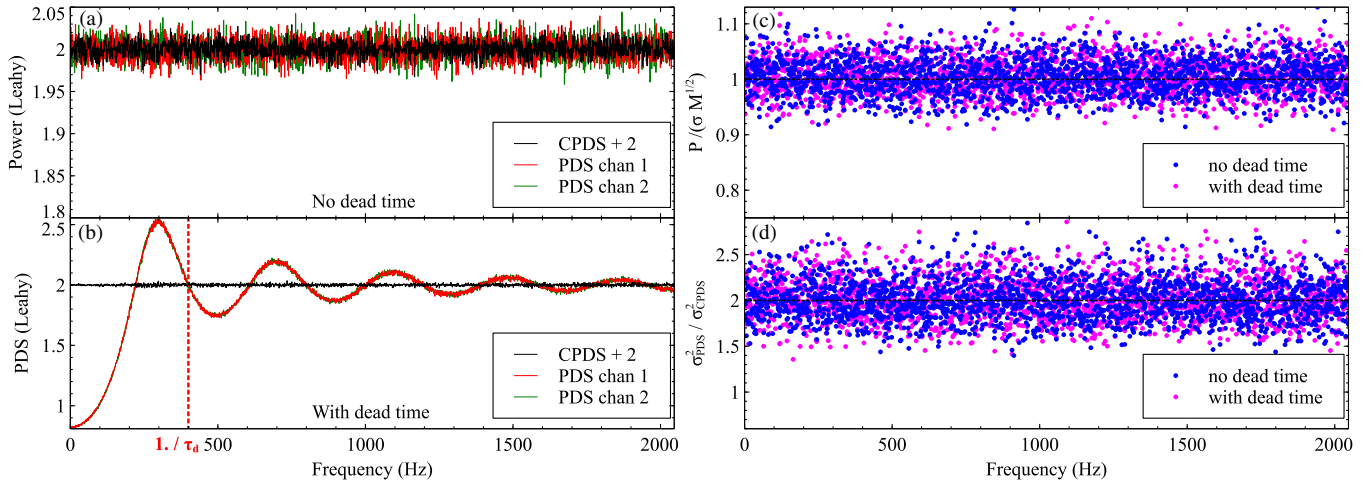 (a)
2.05
2
1.95
1.9
1.85
1.8
Power (Leahy)
CPDS + 2
PDS chan 1
PDS chan 2
No dead time
(b)
2.5
2
1.5
1
PDS (Leahy)
CPDS + 2
PDS chan 1
PDS chan 2
With dead time
0 500 1000 1500 2000
1. / τd
Frequency (Hz)
(c)
1.1
1
0.9
0.8
P /(σ M^1/2)
no dead time
with dead time
(d)
2.5
2
1.5
1
σ²PDS / σ²CPDS
no dead time
with dead time
0 500 1000 1500 2000
Frequency (Hz)